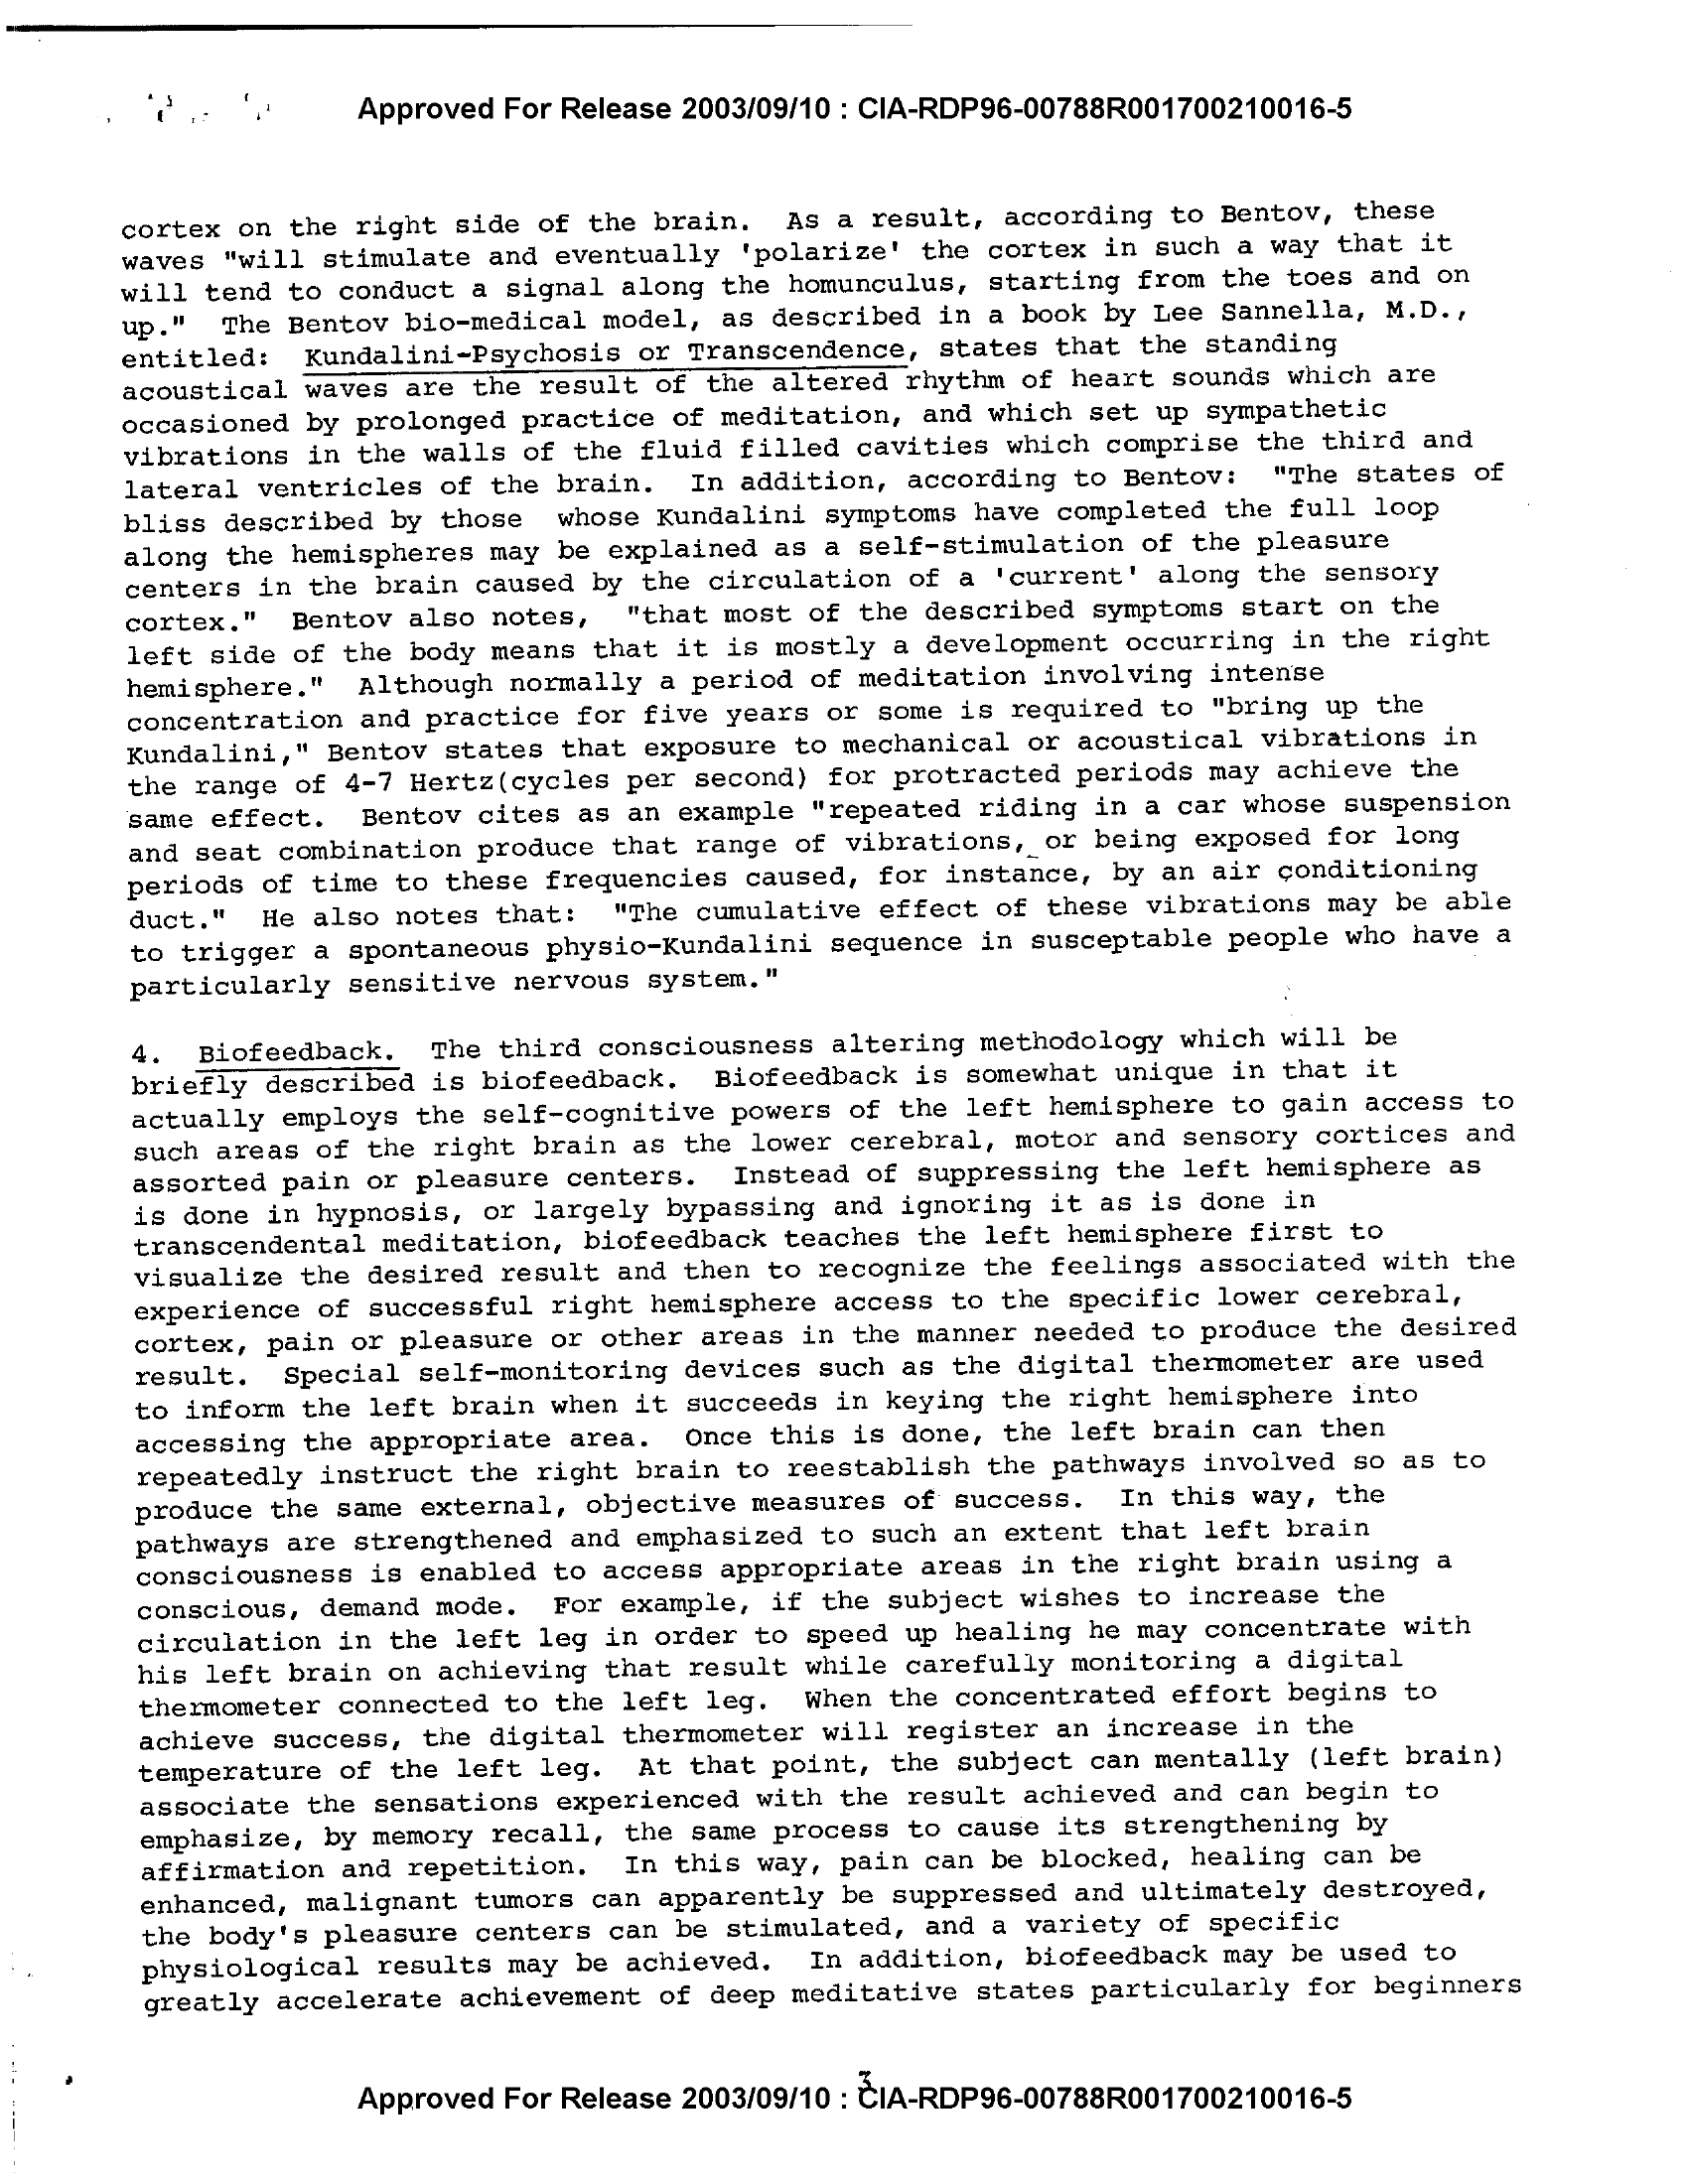 Approved For Release 2003/09/10 : CIA-RDP96-00788R001700210016-5
cortex on the right side of the brain. As a result, according to Bentov, these
waves "will stimulate and eventually 'polarize' the cortex in such a way that it
will tend to conduct a signal along the homunculus, starting from the toes and on
up." The Bentov bio-medical model, as described in a book by Lee Sannella, M.D.,
entitled: Kundalini-Psychosis or Transcendence, states that the standing
acoustical waves are the result of the altered rhythm of heart sounds which are
occasioned by prolonged practice of meditation, and which set up sympathetic
vibrations in the walls of the fluid filled cavities which comprise the third and
lateral ventricles of the brain. In addition, according to Bentov: "The states of
bliss described by those whose Kundalini symptoms have completed the full loop
along the hemispheres may be explained as a self-stimulation of the pleasure
centers in the brain caused by the circulation of a 'current' along the sensory
cortex." Bentov also notes, "that most of the described symptoms start on the
left side of the body means that it is mostly a development occurring in the right
hemisphere." Although normally a period of meditation involving intense
concentration and practice for five years or some is required to "bring up the
Kundalini," Bentov states that exposure to mechanical or acoustical vibrations in
the range of 4-7 Hertz(cycles per second) for protracted periods may achieve the
same effect. Bentov cites as an example "repeated riding in a car whose suspension
and seat combination produce that range of vibrations, or being exposed for long
periods of time to these frequencies caused, for instance, by an air conditioning
duct." He also notes that: "The cumulative effect of these vibrations may be able
to trigger a spontaneous physio-Kundalini sequence in susceptable people who have a
particularly sensitive nervous system."
4. Biofeedback. The third consciousness altering methodology which will be
briefly described is biofeedback. Biofeedback is somewhat unique in that it
actually employs the self-cognitive powers of the left hemisphere to gain access to
such areas of the right brain as the lower cerebral, motor and sensory cortices and
assorted pain or pleasure centers. Instead of suppressing the left hemisphere as
is done in hypnosis, or largely bypassing and ignoring it as is done in
transcendental meditation, biofeedback teaches the left hemisphere first to
visualize the desired result and then to recognize the feelings associated with the
experience of successful right hemisphere access to the specific lower cerebral,
cortex, pain or pleasure or other areas in the manner needed to produce the desired
result. Special self-monitoring devices such as the digital thermometer are used
to inform the left brain when it succeeds in keying the right hemisphere into
accessing the appropriate area. Once this is done, the left brain can then
repeatedly instruct the right brain to reestablish the pathways involved so as to
produce the same external, objective measures of success. In this way, the
pathways are strengthened and emphasized to such an extent that left brain
consciousness is enabled to access appropriate areas in the right brain using a
conscious, demand mode. For example, if the subject wishes to increase the
circulation in the left leg in order to speed up healing he may concentrate with
his left brain on achieving that result while carefully monitoring a digital
thermometer connected to the left leg. When the concentrated effort begins to
achieve success, the digital thermometer will register an increase in the
temperature of the left leg. At that point, the subject can mentally (left brain)
associate the sensations experienced with the result achieved and can begin to
emphasize, by memory recall, the same process to cause its strengthening by
affirmation and repetition. In this way, pain can be blocked, healing can be
enhanced, malignant tumors can apparently be suppressed and ultimately destroyed,
the body's pleasure centers can be stimulated, and a variety of specific
physiological results may be achieved. In addition, biofeedback may be used to
greatly accelerate achievement of deep meditative states particularly for beginners
3
Approved For Release 2003/09/10 : CIA-RDP96-00788R001700210016-5